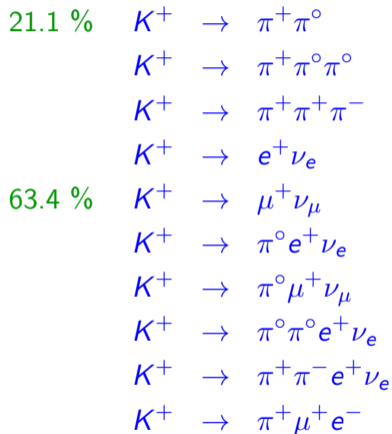 21.1 % K⁺ → π⁺π°
K⁺ → π⁺π°π°
K⁺ → π⁺π⁺π⁻
K⁺ → e⁺νₑ
63.4 % K⁺ → μ⁺ν_μ
K⁺ → π°e⁺νₑ
K⁺ → π°μ⁺ν_μ
K⁺ → π°π°e⁺νₑ
K⁺ → π⁺π⁻e⁺νₑ
K⁺ → π⁺μ⁺e⁻